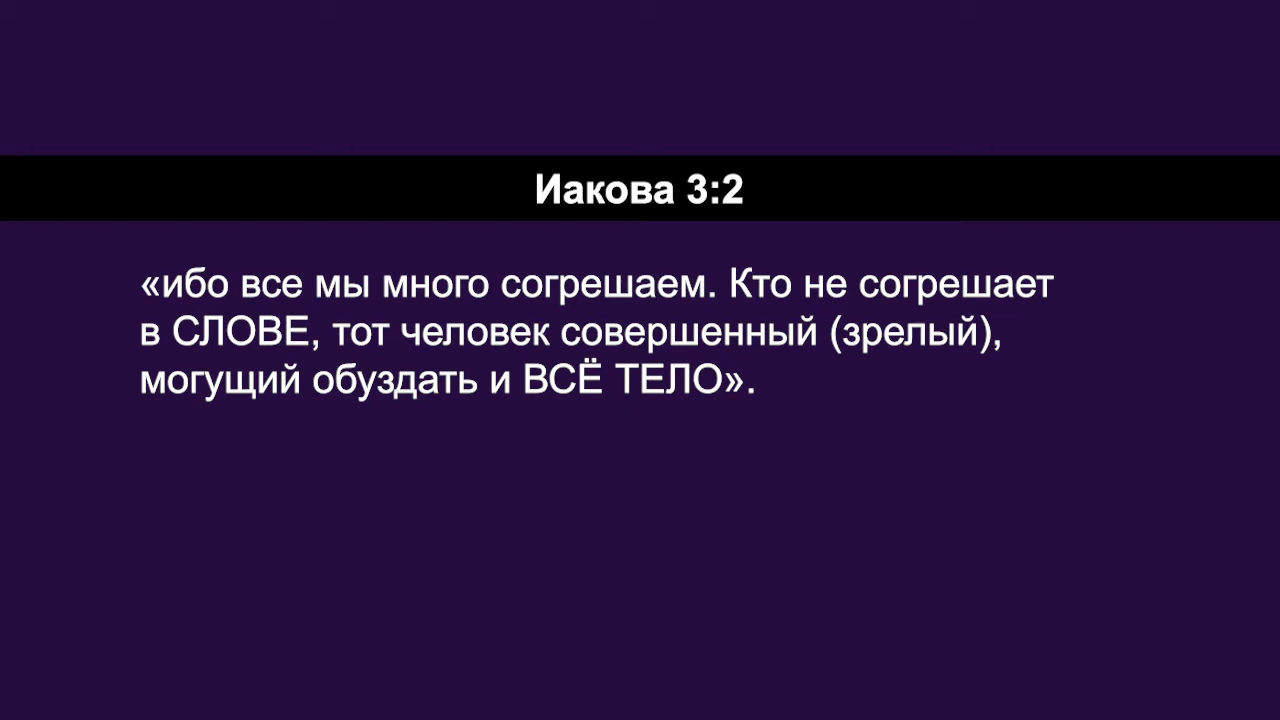 Иакова 3:2
«ибо все мы много согрешаем. Кто не согрешает
в СЛОВЕ, тот человек совершенный (зрелый),
могущий обуздать и ВСЁ ТЕЛО».